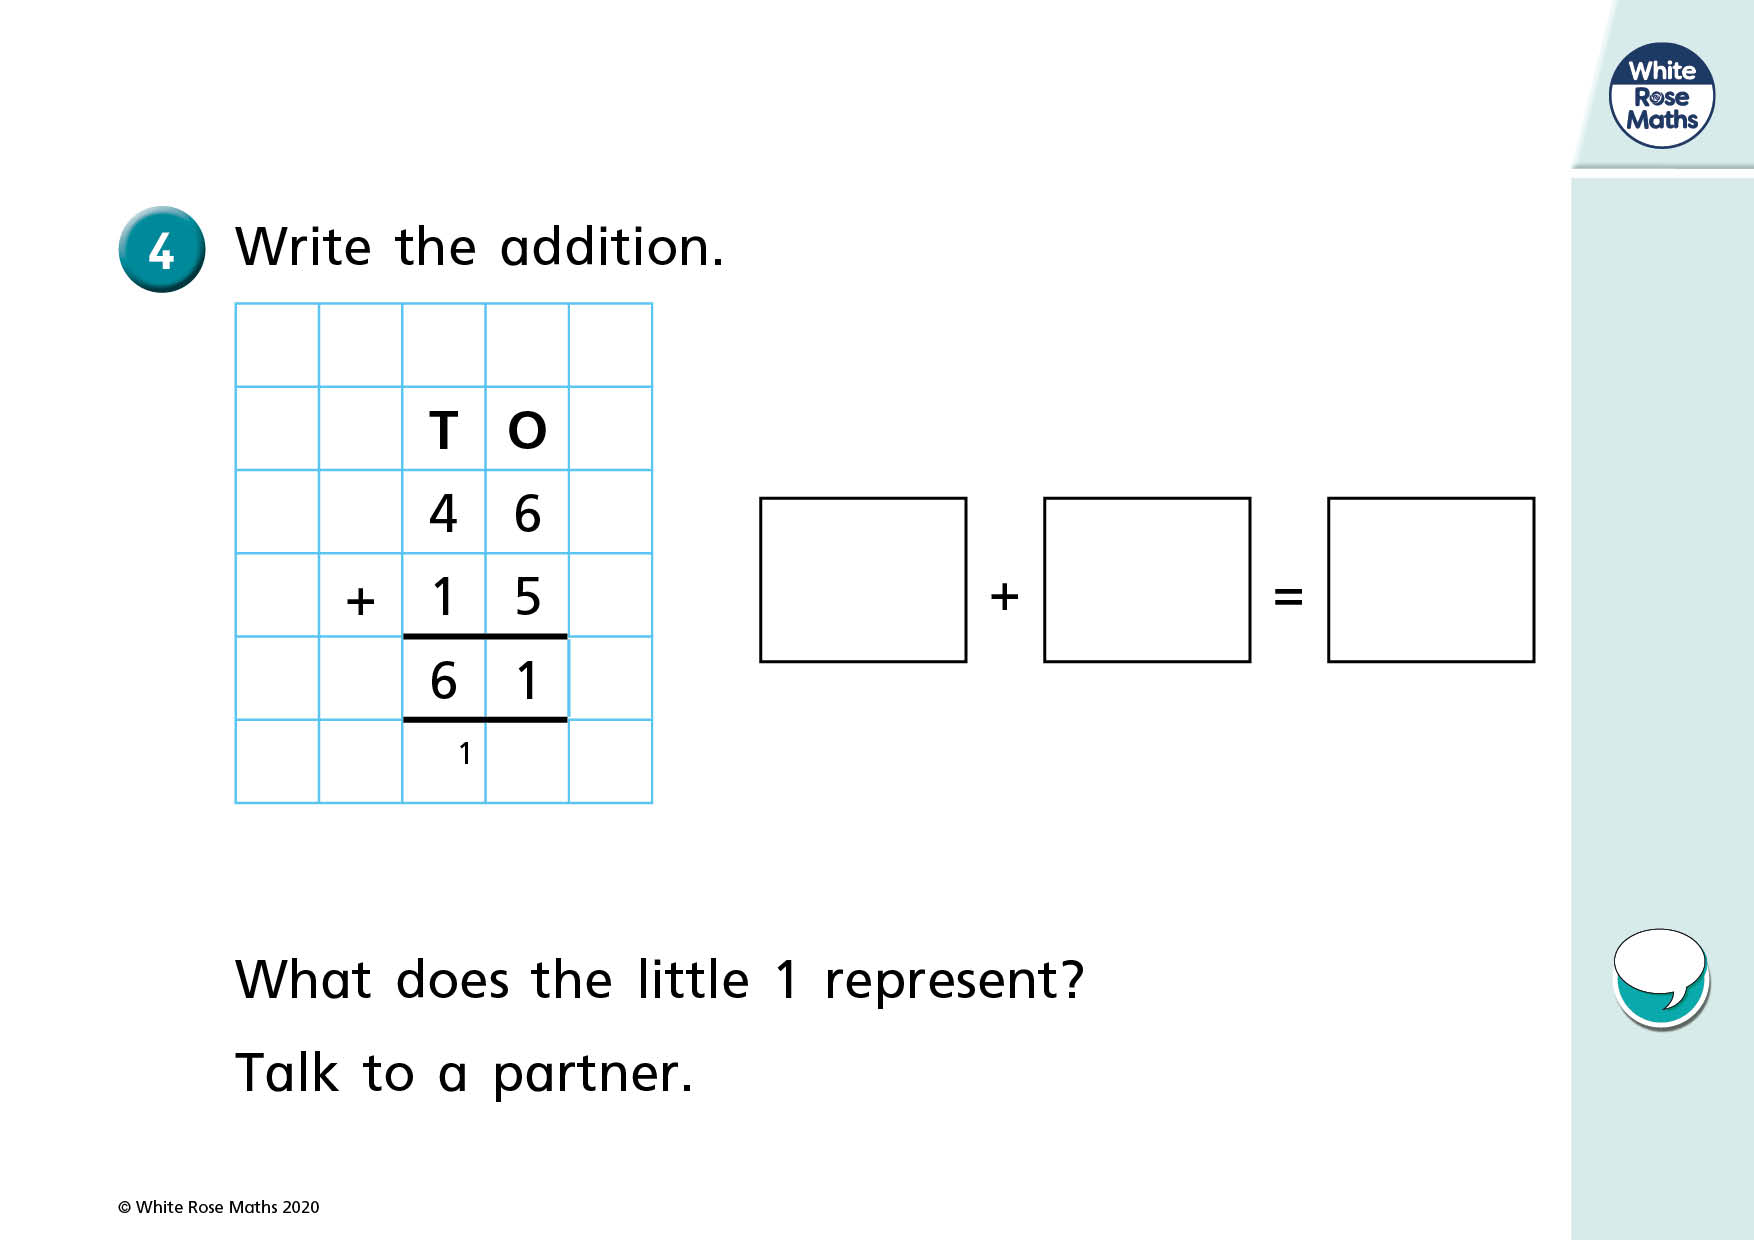 White
Rose
Maths
4 Write the addition.
T O
4 6
+ 1 5
6 1
1
+ =
What does the little 1 represent?
Talk to a partner.
© White Rose Maths 2020